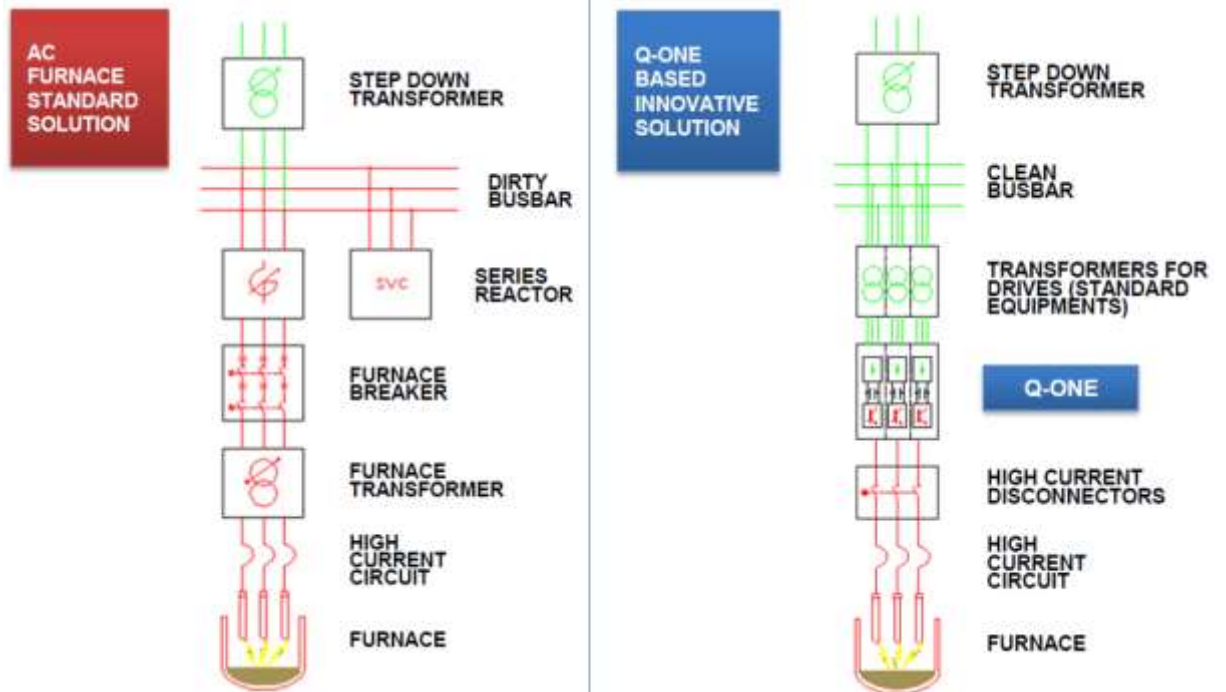 AC
FURNACE
STANDARD
SOLUTION
STEP DOWN
TRANSFORMER
DIRTY
BUSBAR
SVC
SERIES
REACTOR
FURNACE
BREAKER
FURNACE
TRANSFORMER
HIGH
CURRENT
CIRCUIT
FURNACE
Q-ONE
BASED
INNOVATIVE
SOLUTION
STEP DOWN
TRANSFORMER
CLEAN
BUSBAR
TRANSFORMERS FOR
DRIVES (STANDARD
EQUIPMENTS)
Q-ONE
HIGH CURRENT
DISCONNECTORS
HIGH
CURRENT
CIRCUIT
FURNACE